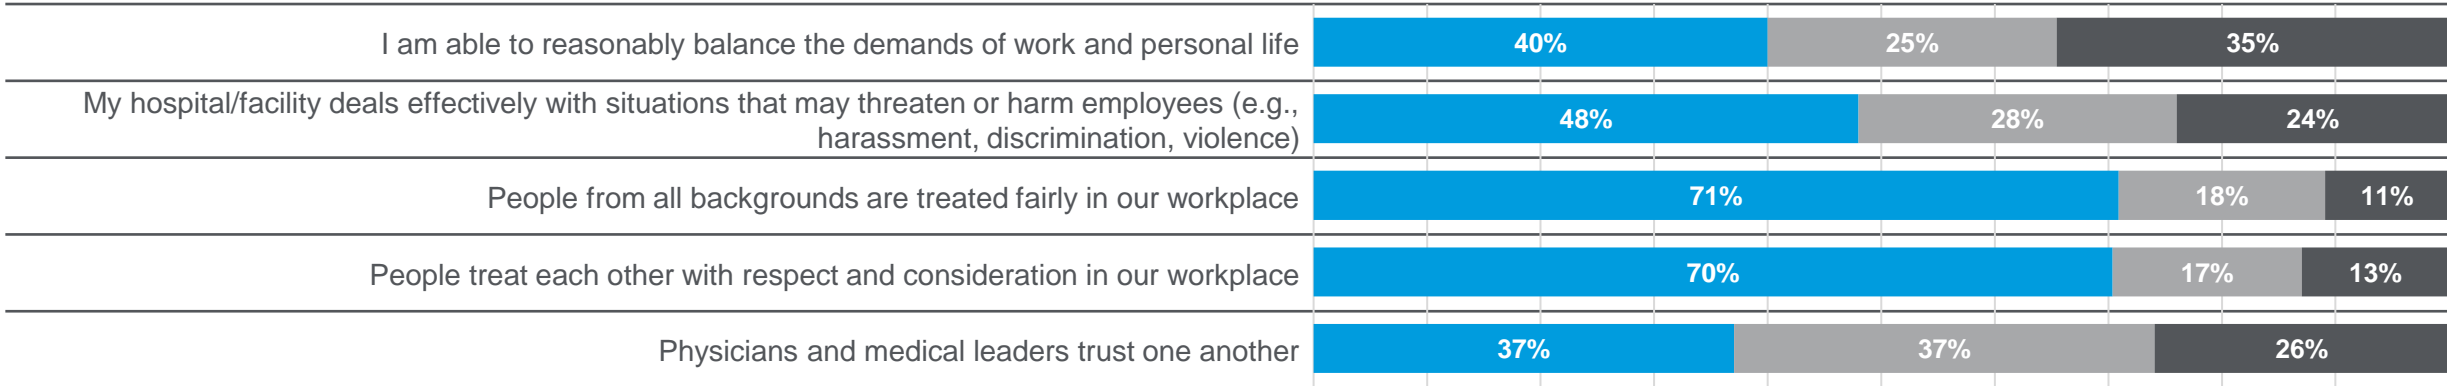 I am able to reasonably balance the demands of work and personal life 40% 25% 35%
My hospital/facility deals effectively with situations that may threaten or harm employees (e.g.,
harassment, discrimination, violence) 48% 28% 24%
People from all backgrounds are treated fairly in our workplace 71% 18% 11%
People treat each other with respect and consideration in our workplace 70% 17% 13%
Physicians and medical leaders trust one another 37% 37% 26%